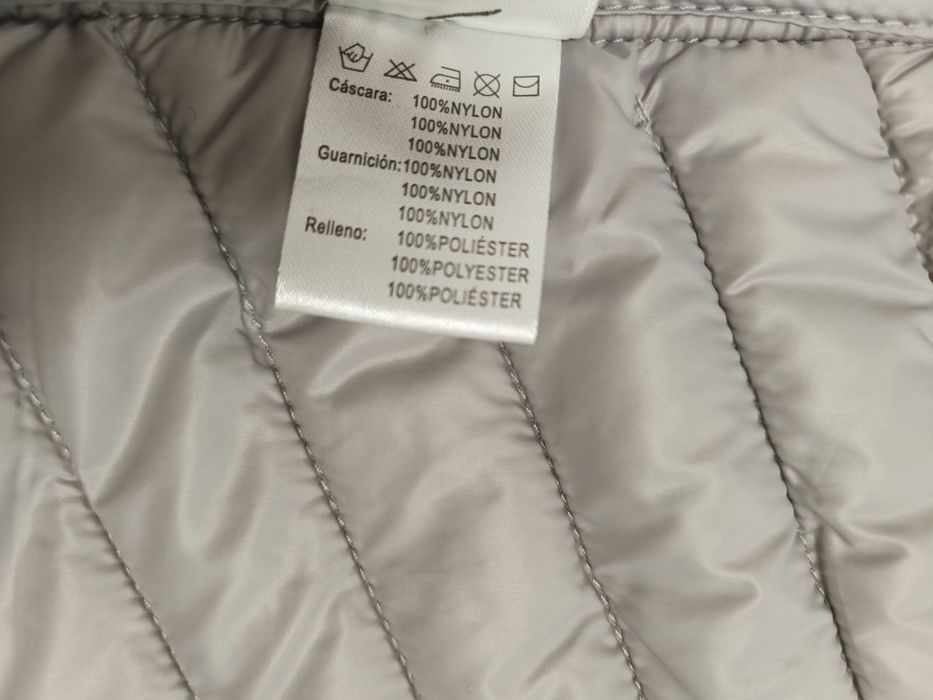 Cáscara: 100%NYLON
100%NYLON
100%NYLON
Guarnición:100%NYLON
100%NYLON
100%NYLON
Relleno: 100%POLIÉSTER
100%POLYESTER
100%POLIÉSTER